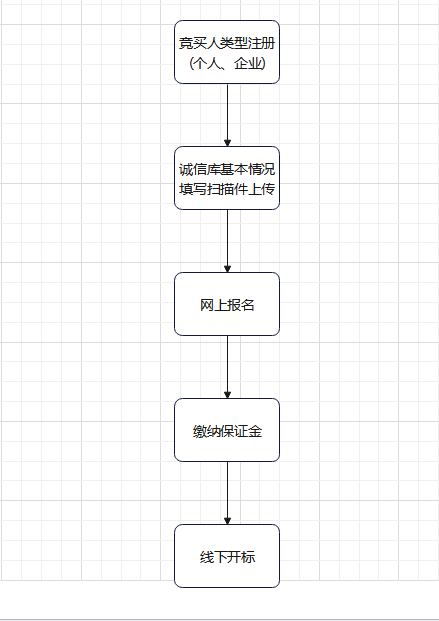 竞买人类型注册
（个人、企业）
诚信库基本情况
填写扫描件上传
网上报名
缴纳保证金
线下开标